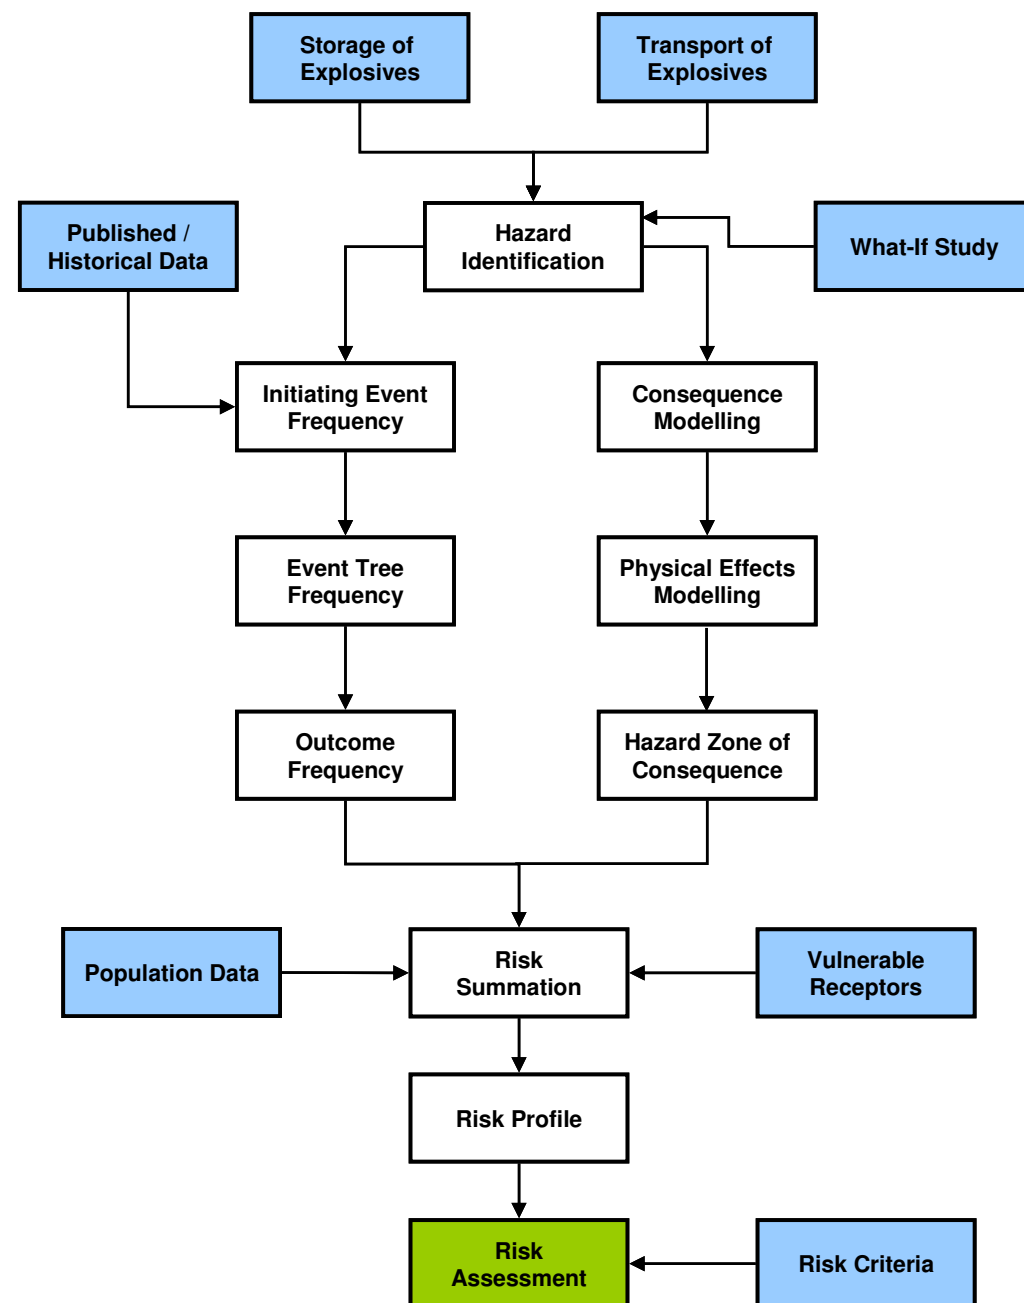 Storage of
Explosives
Transport of
Explosives
Published /
Historical Data
Hazard
Identification
What-If Study
Initiating Event
Frequency
Consequence
Modelling
Event Tree
Frequency
Physical Effects
Modelling
Outcome
Frequency
Hazard Zone of
Consequence
Population Data
Risk
Summation
Vulnerable
Receptors
Risk Profile
Risk
Assessment
Risk Criteria